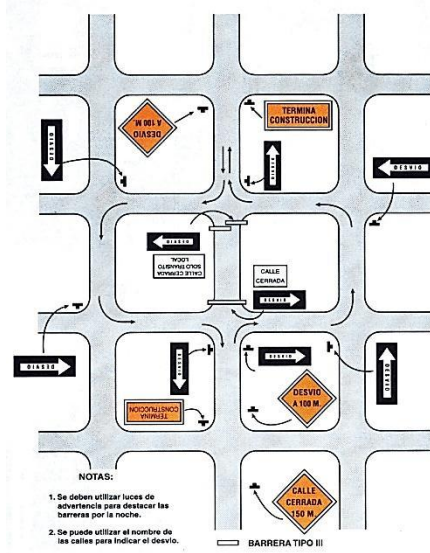 DESVIO
A 100 M.
TERMINA
CONSTRUCCION
DESVIO
DESVIO
DESVIO
DESVIO
CALLE CERRADA
SOLO TRANSITO
LOCAL
CALLE
CERRADA
DESVIO
DESVIO
DESVIO
DESVIO
DESVIO
TERMINA
CONSTRUCCION
DESVIO
A 100 M.
CALLE
CERRADA
150 M.
NOTAS:
1. Se deben utilizar luces de
advertencia para destacar las
barreras por la noche.
2. Se puede utilizar el nombre de
las calles para indicar el desvio.
BARRERA TIPO III